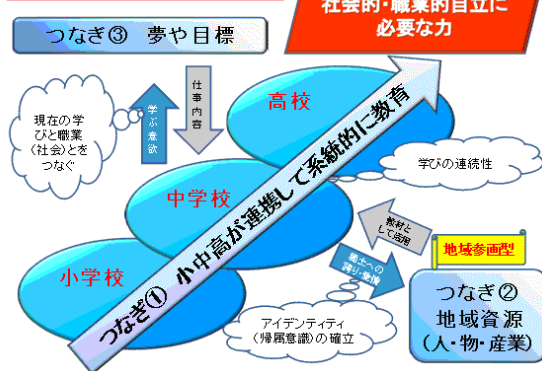 社会的・職業的自立に
必要な力
つなぎ③ 夢や目標
現在の学
びと職業
(社会)とを
つなぐ
学ぶ意欲
仕事内容
高校
中学校
小学校
つなぎ① 小中高が連携して系統的に教育
学びの連続性
教材と
して活用
郷土への
誇り・愛情
地域参画型
つなぎ②
地域資源
(人・物・産業)
アイデンティティ
(帰属意識)の確立